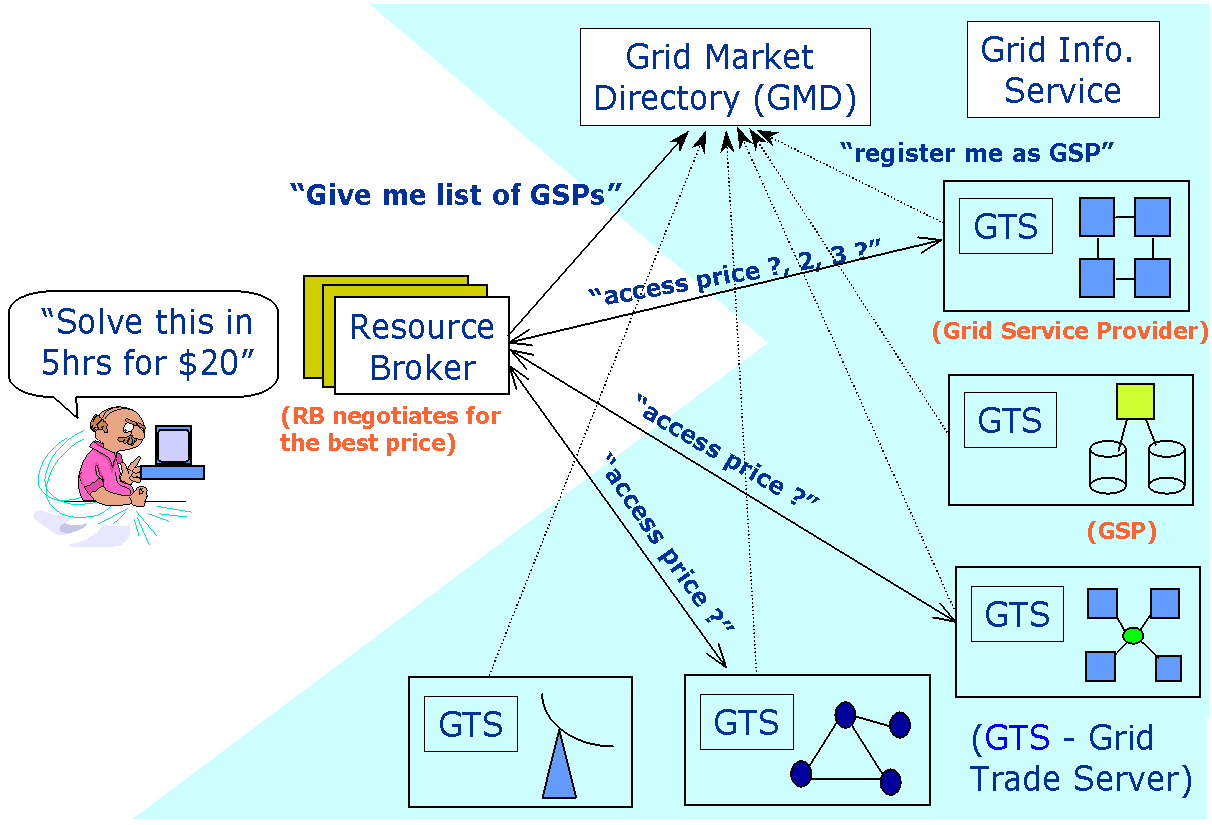 Grid Market
Directory (GMD)
Grid Info.
Service
“register me as GSP”
“Give me list of GSPs”
GTS
“access price ?, 2, 3 ?”
(Grid Service Provider)
“Solve this in
5hrs for $20”
Resource
Broker
(RB negotiates for
the best price)
GTS
(GSP)
“access price ?”
“access price ?”
GTS
GTS
GTS
(GTS - Grid
Trade Server)